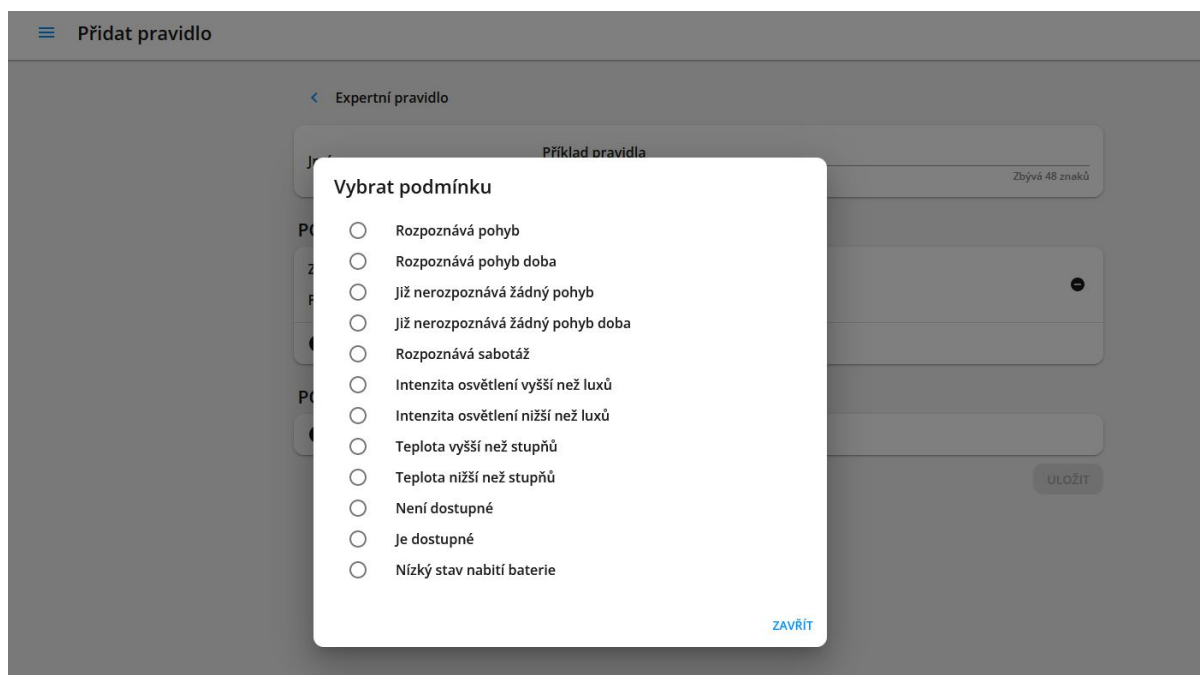 Přidat pravidlo
Expertní pravidlo
Příklad pravidla
Zbývá 48 znaků
Vybrat podmínku
Rozpoznává pohyb
Rozpoznává pohyb doba
Již nerozpoznává žádný pohyb
Již nerozpoznává žádný pohyb doba
Rozpoznává sabotáž
Intenzita osvětlení vyšší než luxů
Intenzita osvětlení nižší než luxů
Teplota vyšší než stupňů
Teplota nižší než stupňů
Není dostupné
Je dostupné
Nízký stav nabití baterie
ULOŽIT
ZAVŘÍT